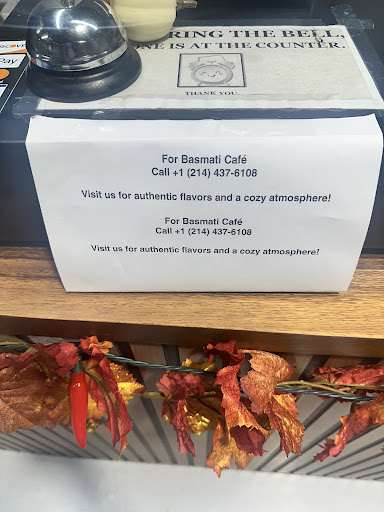 RING THE BELL,
ONE IS AT THE COUNTER.
THANK YOU
For Basmati Café
Call +1 (214) 437-6108
Visit us for authentic flavors and a cozy atmosphere!
For Basmati Café
Call +1 (214) 437-6108
Visit us for authentic flavors and a cozy atmosphere!